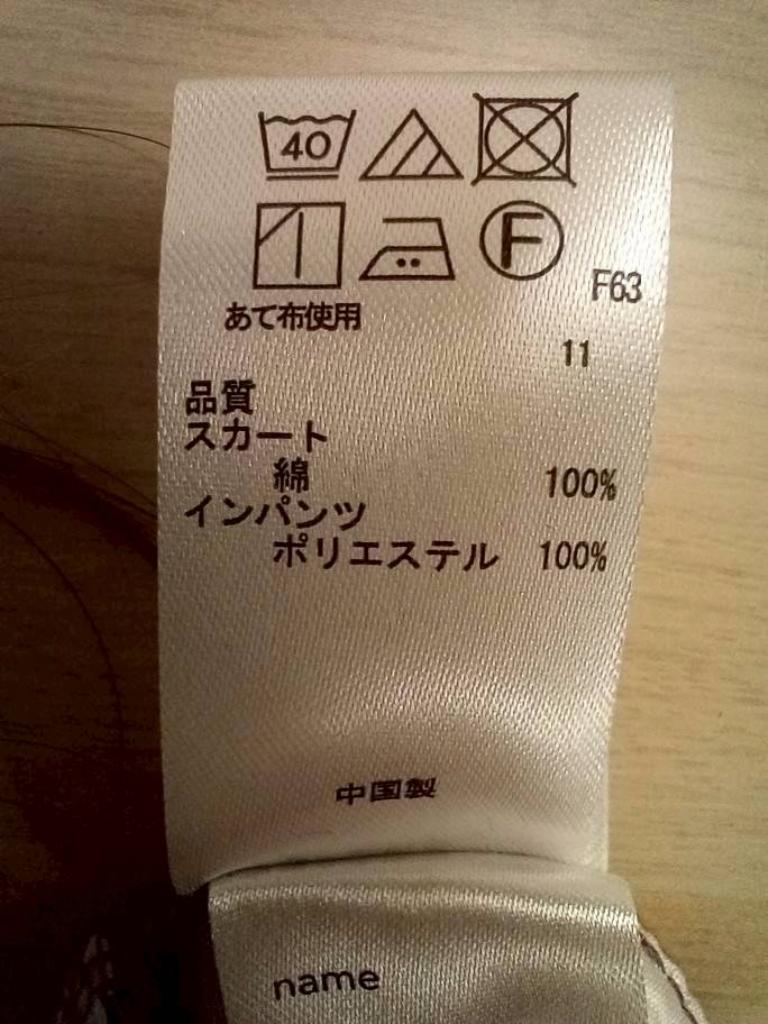 40
F
F63
あて布使用
11
品質
スカート
綿 100%
インパンツ
ポリエステル 100%
中国製
name